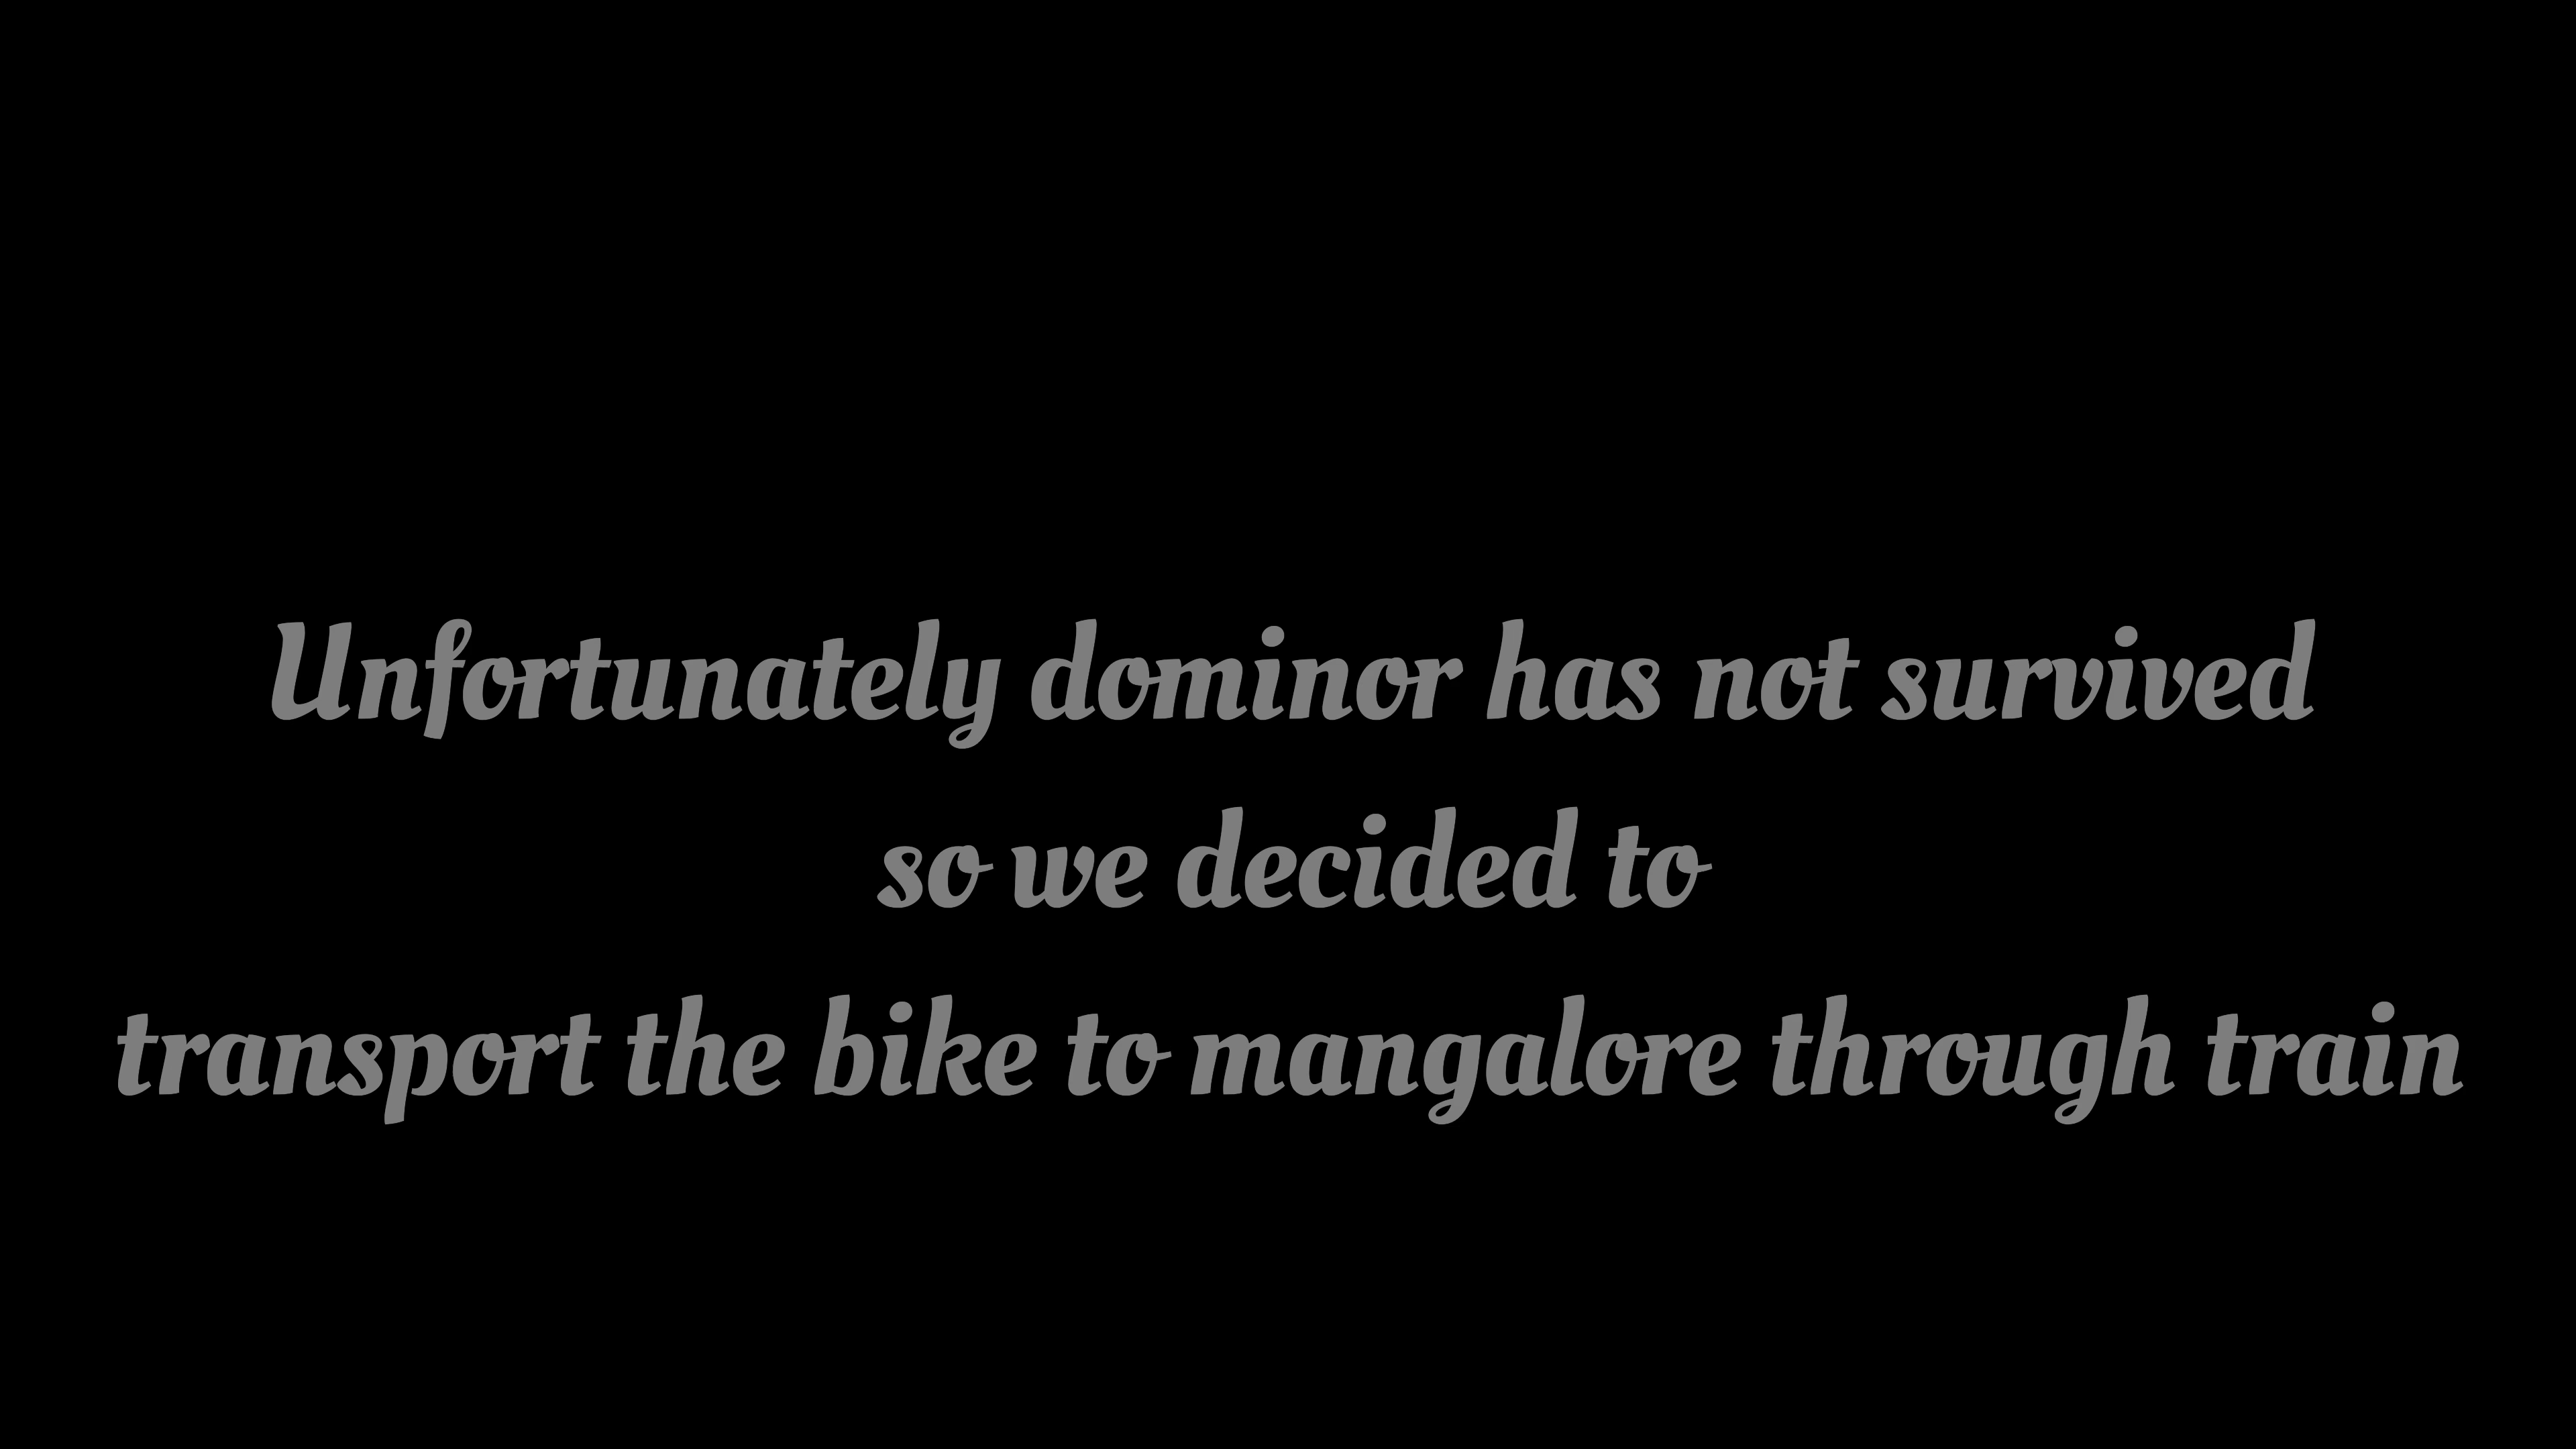 Unfortunately dominor has not survived
so we decided to
transport the bike to mangalore through train